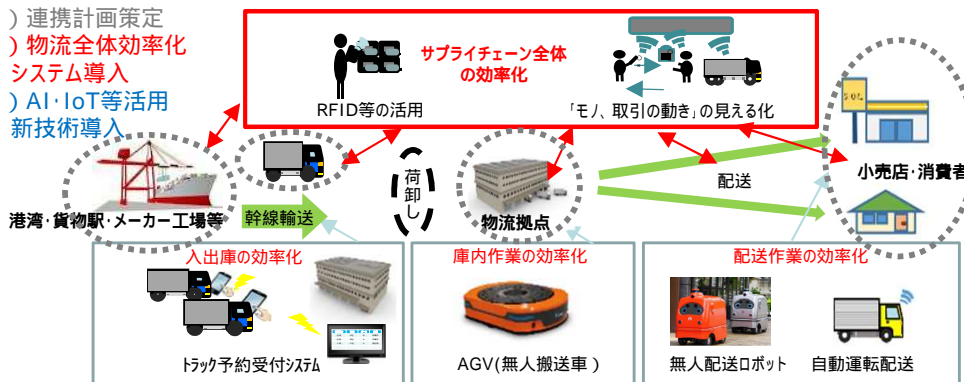 ）連携計画策定
）物流全体効率化
システム導入
）AI･IoT等活用
新技術導入
サプライチェーン全体
の効率化
RFID等の活用
｢モノ、取引の動き｣の見える化
荷卸し
配送
小売店･消費者
港湾･貨物駅･メーカー工場等
幹線輸送
物流拠点
入出庫の効率化
庫内作業の効率化
配送作業の効率化
トラック予約受付システム
AGV(無人搬送車）
無人配送ロボット
自動運転配送